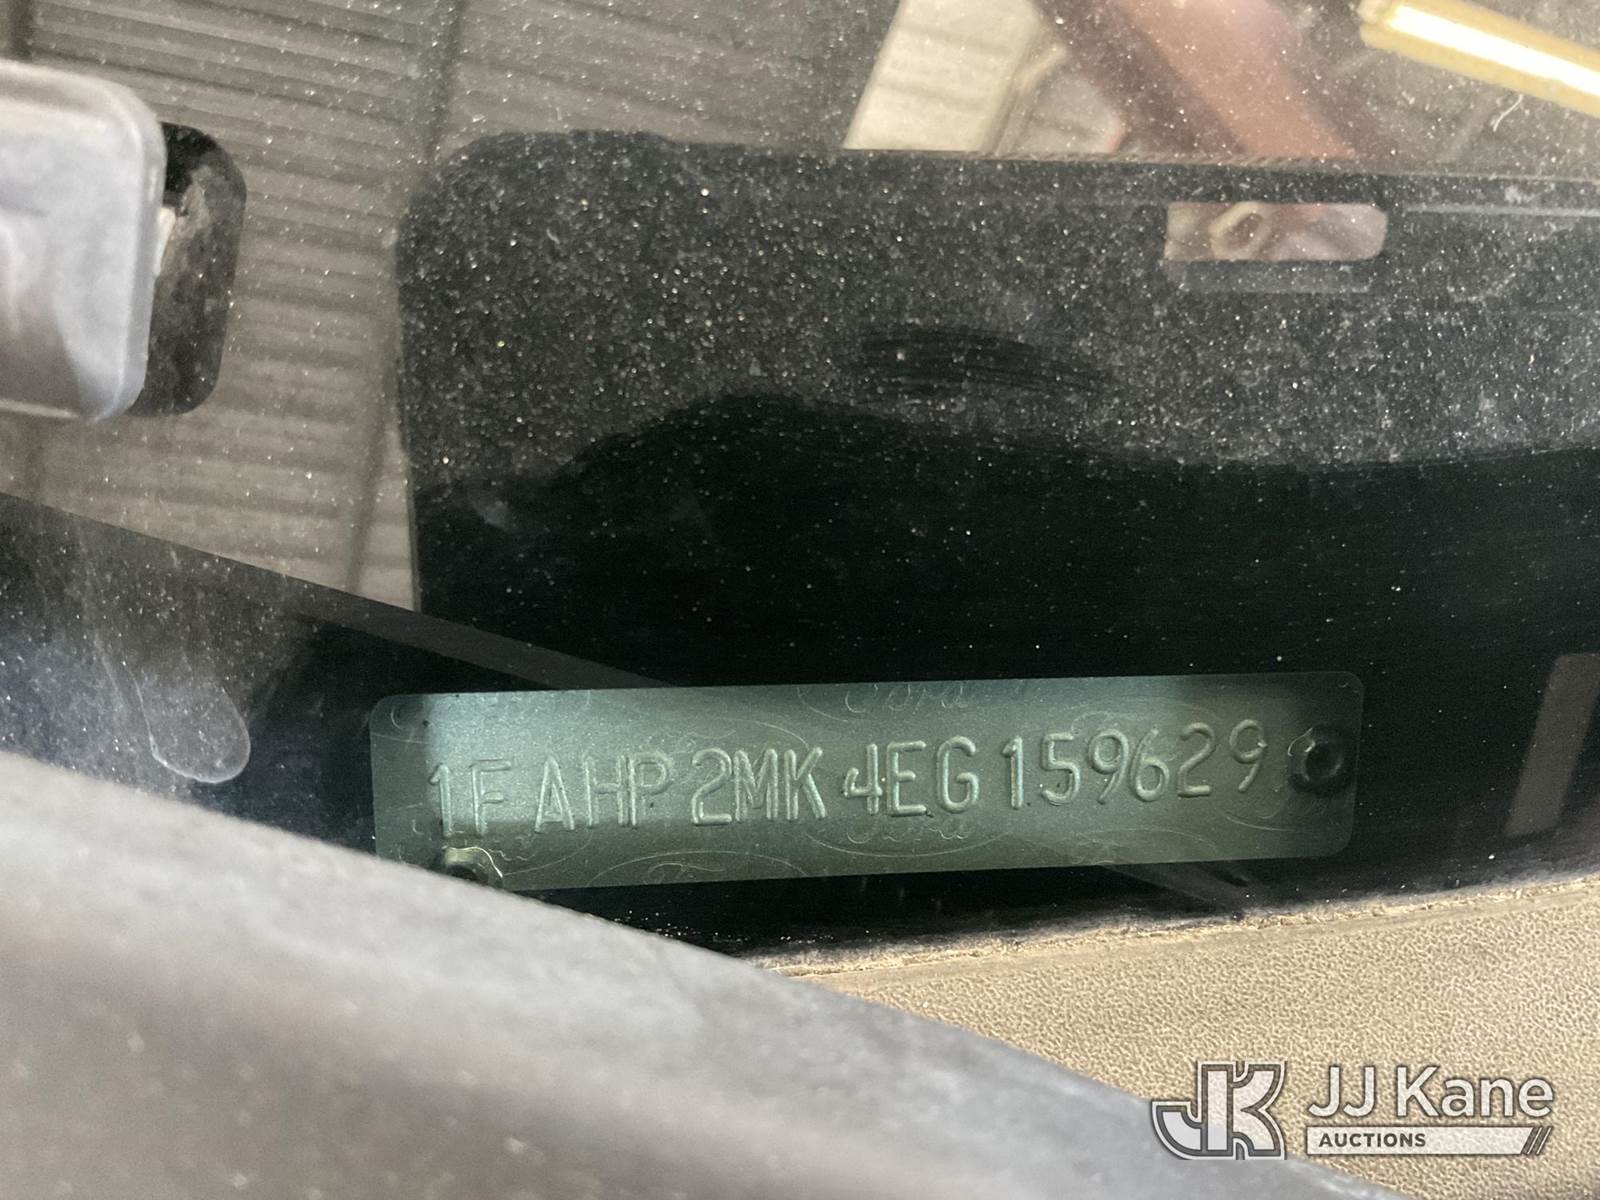 1FAHP2MK4EG159629
JJ Kane
AUCTIONS